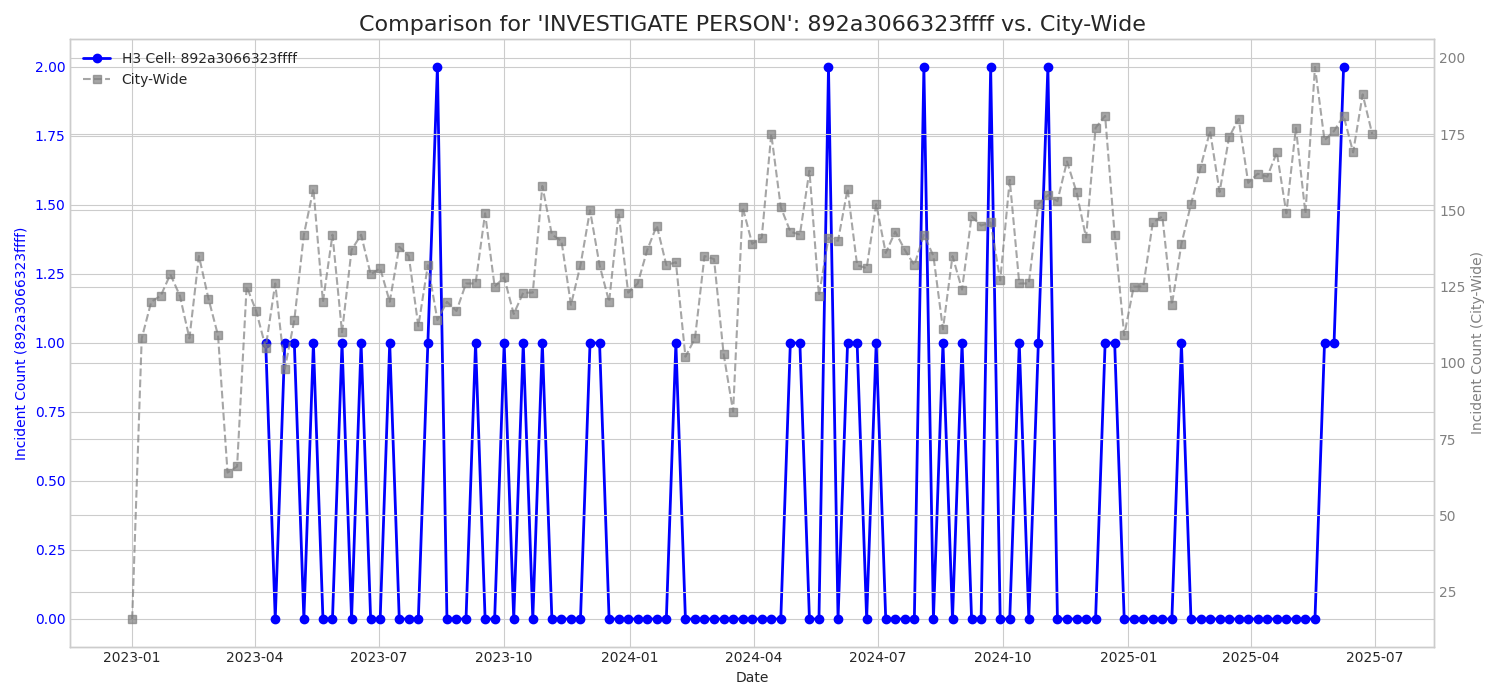 Comparison for 'INVESTIGATE PERSON': 892a3066323ffff vs. City-Wide
H3 Cell: 892a3066323ffff
City-Wide
2.00
1.75
1.50
1.25
1.00
0.75
0.50
0.25
0.00
Incident Count (892a3066323ffff)
200
175
150
125
100
75
50
25
Incident Count (City-Wide)
2023-01 2023-04 2023-07 2023-10 2024-01 2024-04 2024-07 2024-10 2025-01 2025-04 2025-07
Date